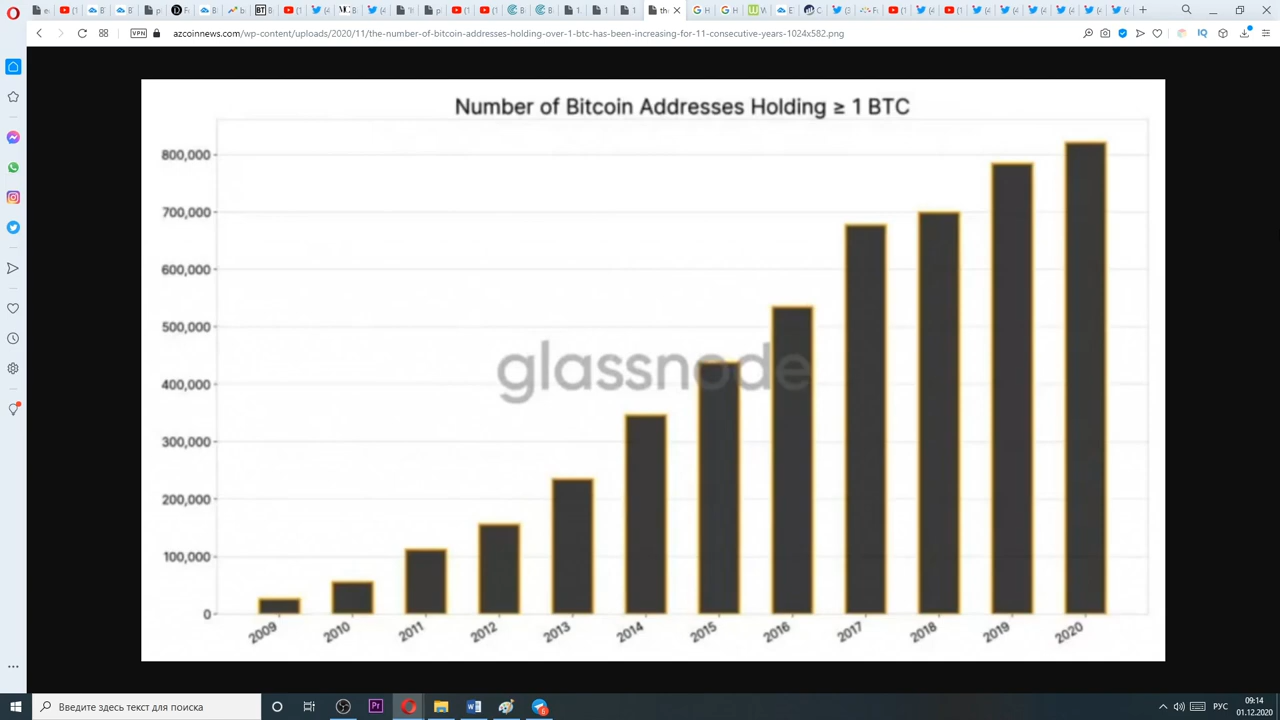 azcoinnews.com/wp-content/uploads/2020/11/the-number-of-bitcoin-addresses-holding-over-1-btc-has-been-increasing-for-11-consecutive-years-1024x582.png
VPN
IQ
Number of Bitcoin Addresses Holding ≥ 1 BTC
800,000
700,000
600,000
500,000
400,000
300,000
200,000
100,000
0
glassnode
2009 2010 2011 2012 2013 2014 2015 2016 2017 2018 2019 2020
Введите здесь текст для поиска
Pr
РУС
09:14
01.12.2020